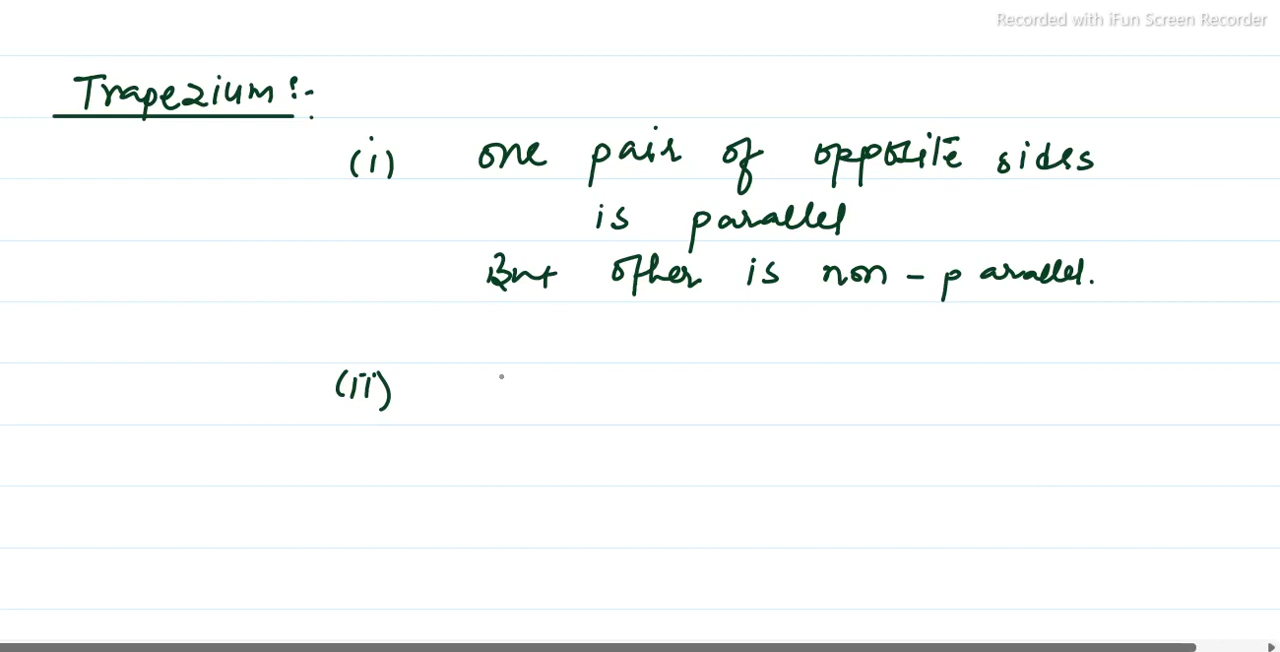 Recorded with iFun Screen Recorder
Trapezium :-
(i) one pair of opposite sides
is parallel
But other is non-parallel.
(ii)